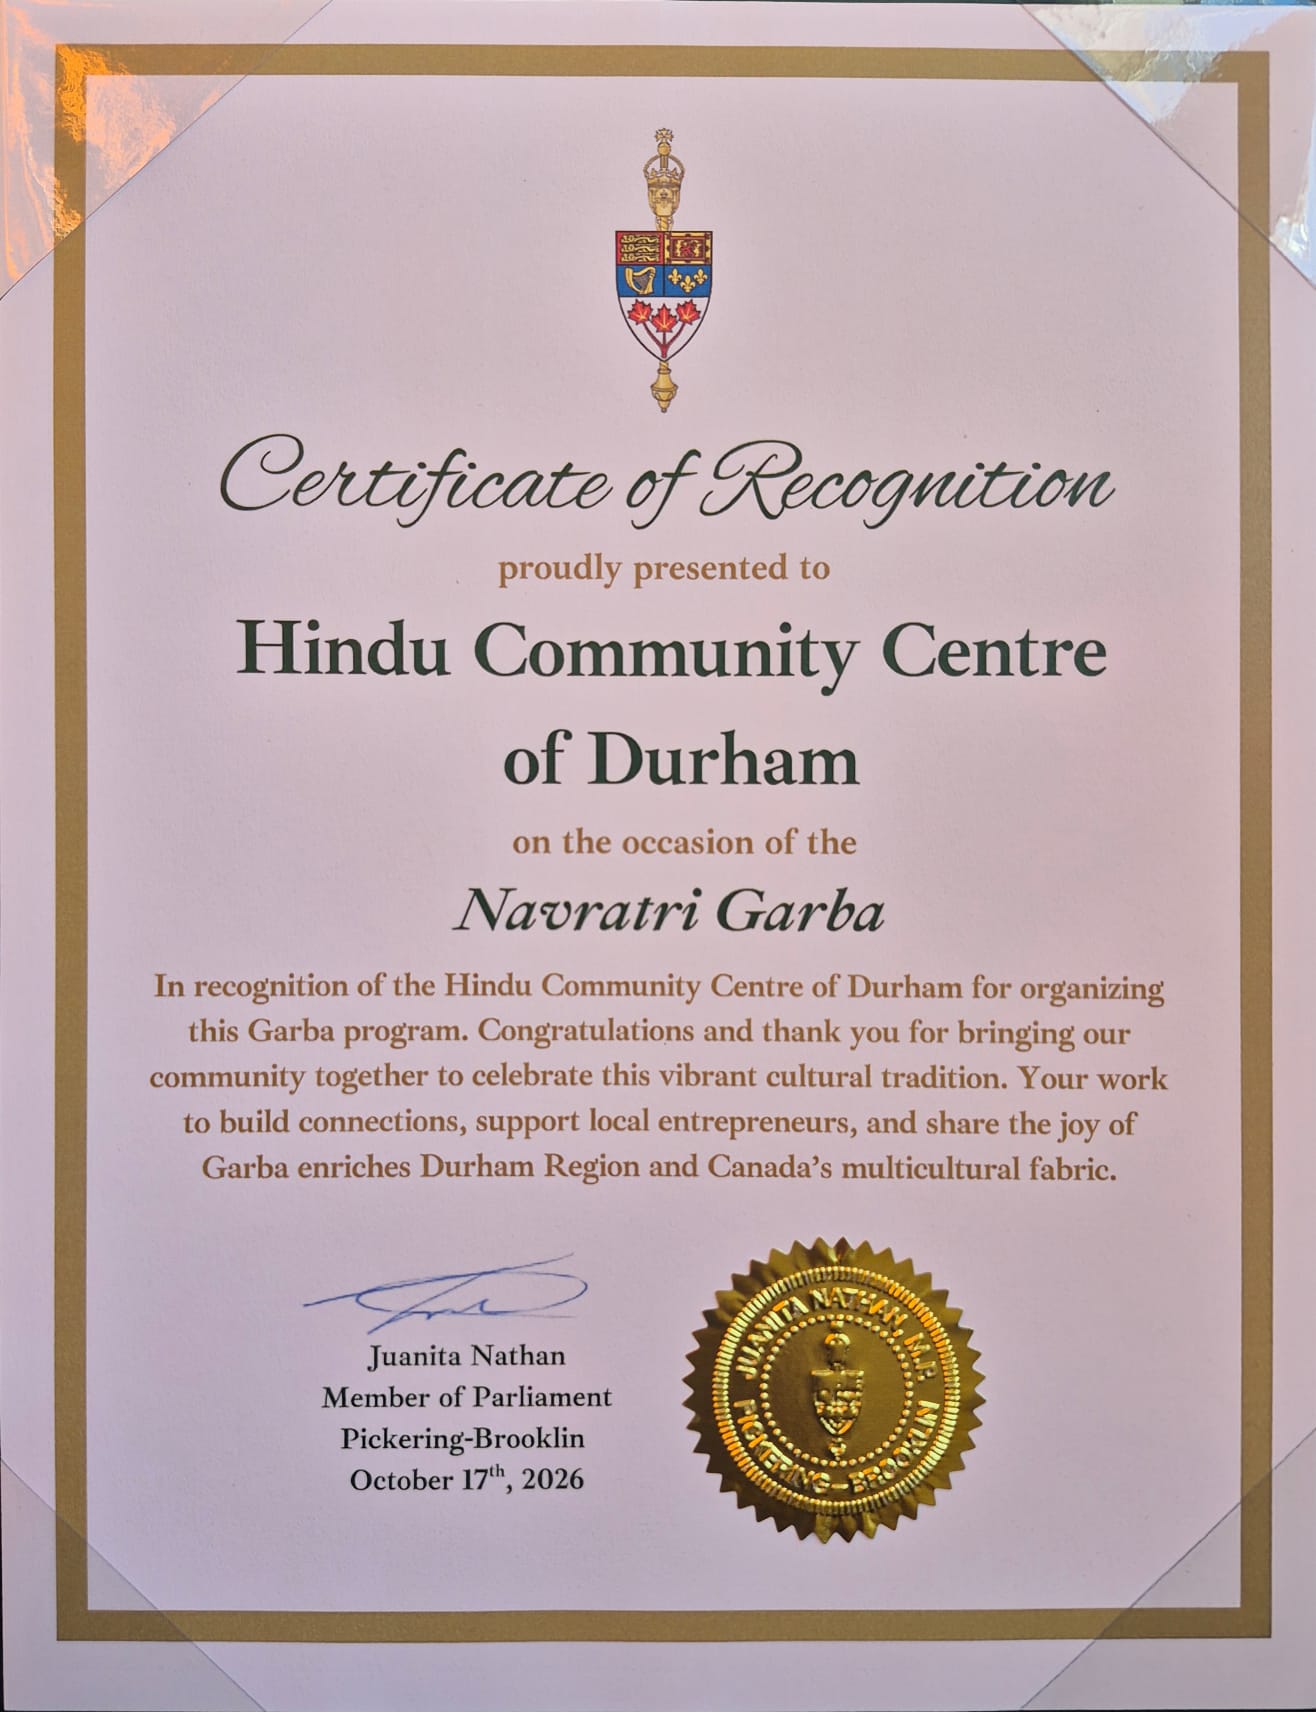 Certificate of Recognition
proudly presented to
Hindu Community Centre
of Durham
on the occasion of the
Navratri Garba
In recognition of the Hindu Community Centre of Durham for organizing
this Garba program. Congratulations and thank you for bringing our
community together to celebrate this vibrant cultural tradition. Your work
to build connections, support local entrepreneurs, and share the joy of
Garba enriches Durham Region and Canada's multicultural fabric.
Juanita Nathan
Member of Parliament
Pickering-Brooklin
October 17th, 2026
JUANITA NATHAN, M.P.
PICKERING-BROOKLIN